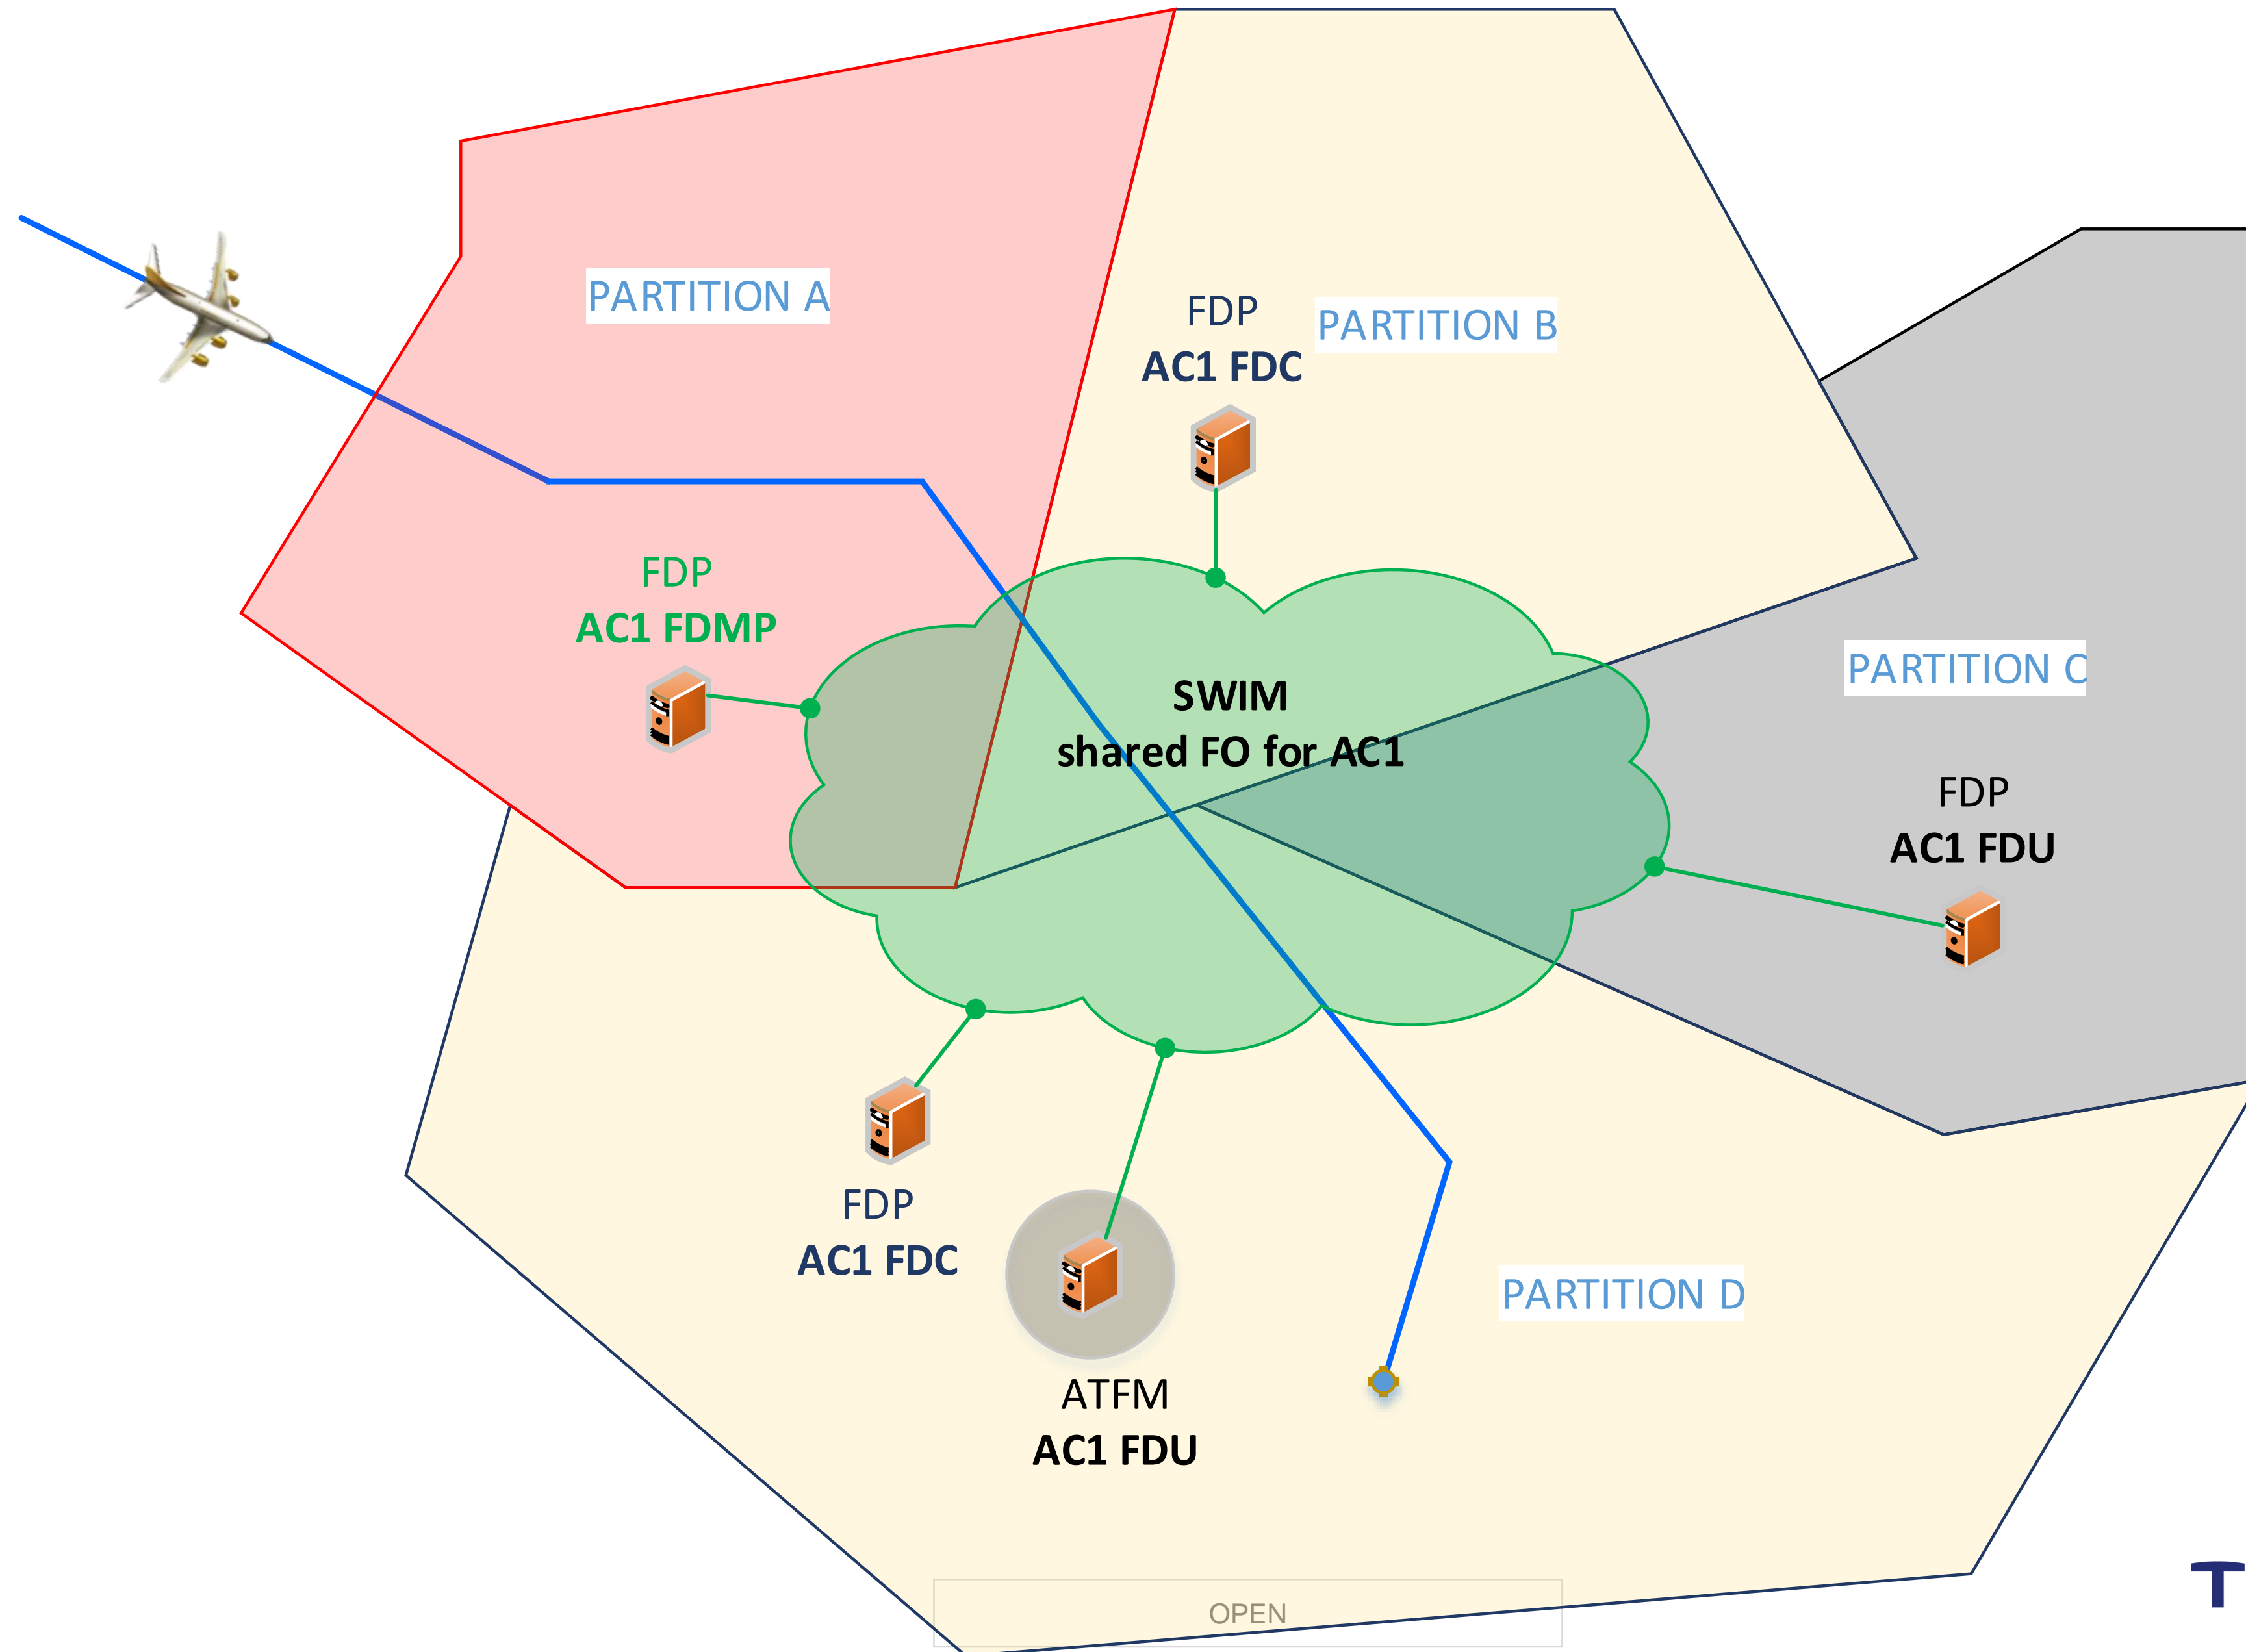 PARTITION A
FDP
AC1 FDC
PARTITION B
FDP
AC1 FDMP
SWIM
shared FO for AC1
PARTITION C
FDP
AC1 FDU
FDP
AC1 FDC
PARTITION D
ATFM
AC1 FDU
OPEN
T